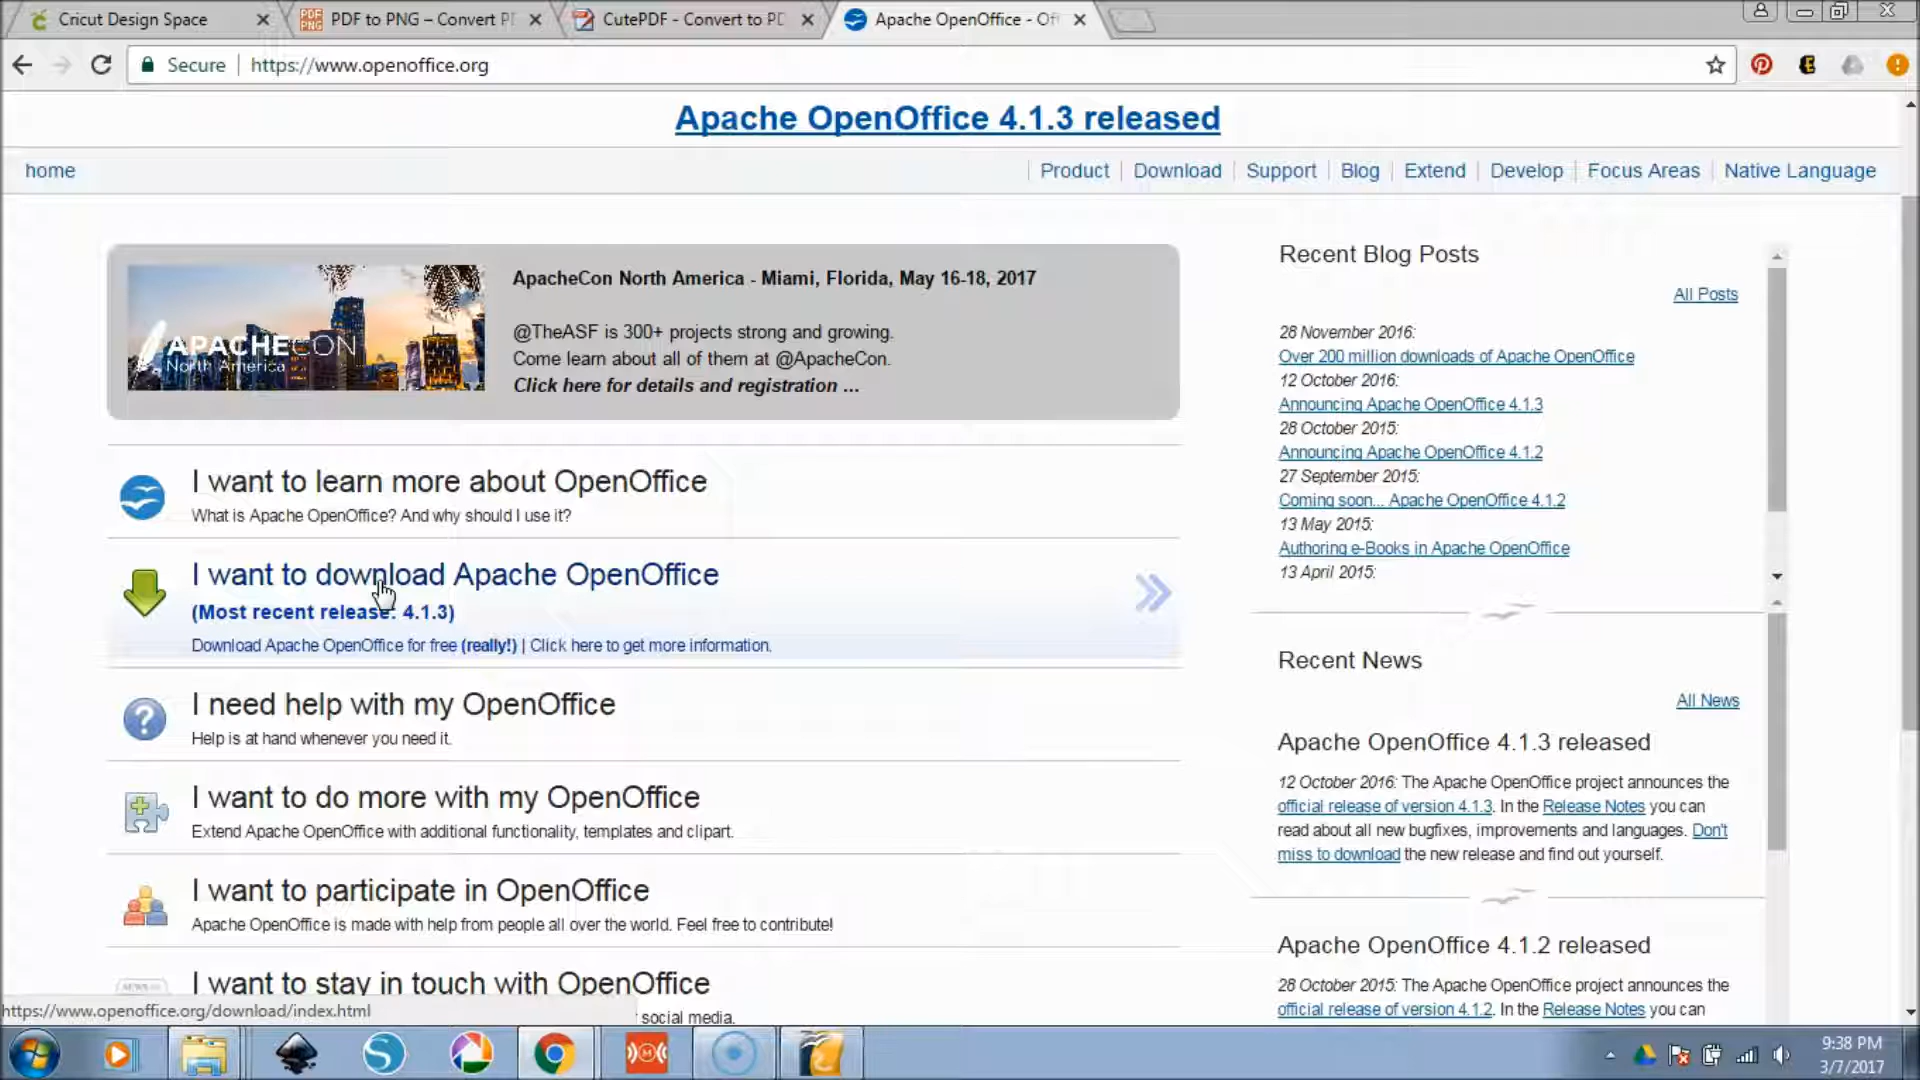 Cricut Design Space
PDF to PNG – Convert P
CutePDF - Convert to PD
Apache OpenOffice - Of
Secure
https://www.openoffice.org
Apache OpenOffice 4.1.3 released
home
Product
Download
Support
Blog
Extend
Develop
Focus Areas
Native Language
APACHECON
North America
ApacheCon North America - Miami, Florida, May 16-18, 2017
@TheASF is 300+ projects strong and growing.
Come learn about all of them at @ApacheCon.
Click here for details and registration ...
I want to learn more about OpenOffice
What is Apache OpenOffice? And why should I use it?
I want to download Apache OpenOffice
(Most recent release: 4.1.3)
Download Apache OpenOffice for free (really!) | Click here to get more information.
I need help with my OpenOffice
Help is at hand whenever you need it.
I want to do more with my OpenOffice
Extend Apache OpenOffice with additional functionality, templates and clipart.
I want to participate in OpenOffice
Apache OpenOffice is made with help from people all over the world. Feel free to contribute!
I want to stay in touch with OpenOffice
social media.
https://www.openoffice.org/download/index.html
Recent Blog Posts
All Posts
28 November 2016:
Over 200 million downloads of Apache OpenOffice
12 October 2016:
Announcing Apache OpenOffice 4.1.3
28 October 2015:
Announcing Apache OpenOffice 4.1.2
27 September 2015:
Coming soon... Apache OpenOffice 4.1.2
13 May 2015:
Authoring e-Books in Apache OpenOffice
13 April 2015:
Recent News
All News
Apache OpenOffice 4.1.3 released
12 October 2016: The Apache OpenOffice project announces the
official release of version 4.1.3. In the Release Notes you can
read about all new bugfixes, improvements and languages. Don't
miss to download the new release and find out yourself.
Apache OpenOffice 4.1.2 released
28 October 2015: The Apache OpenOffice project announces the
official release of version 4.1.2. In the Release Notes you can
9:38 PM
3/7/2017